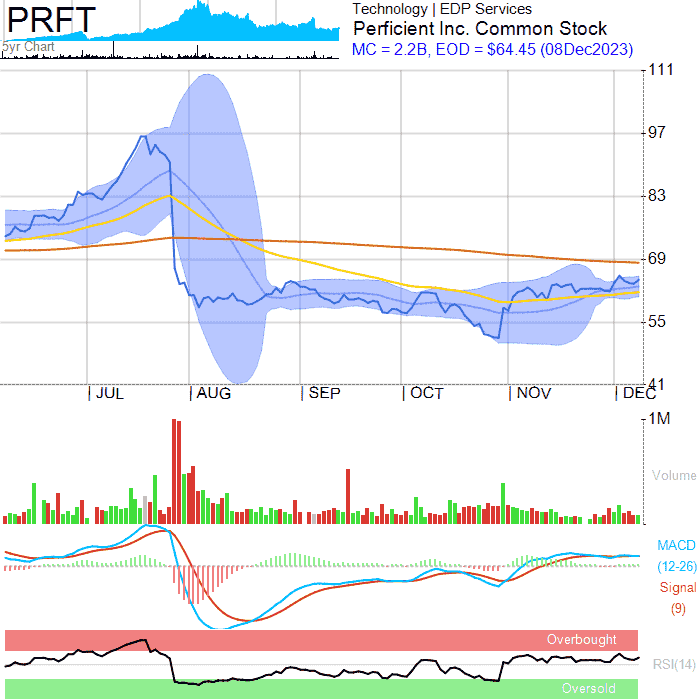 PRFT
5yr Chart
Technology | EDP Services
Perficient Inc. Common Stock
MC = 2.2B, EOD = $64.45 (08Dec2023)
111
97
83
69
55
41
JUL AUG SEP OCT NOV DEC
1M
Volume
MACD
(12-26)
Signal
(9)
Overbought
RSI(14)
Oversold